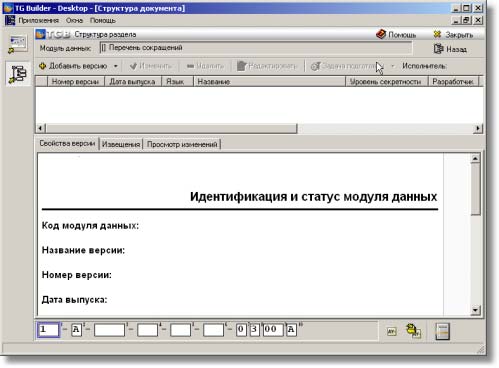 TG Builder - Desktop - [Структура документа]
Приложения Окна Помощь
TGB Структура раздела Помощь Закрыть
Модуль данных: [] Перечень сокращений Назад
Добавить версию Изменить Удалить Редактировать Задача подготовки Исполнитель:
Номер версии Дата выпуска Язык Название Уровень секретности Разработчик
Свойства версии Извещения Просмотр изменений
Идентификация и статус модуля данных
Код модуля данных:
Название версии:
Номер версии:
Дата выпуска:
1 - A - - - - - 0 3 00 A